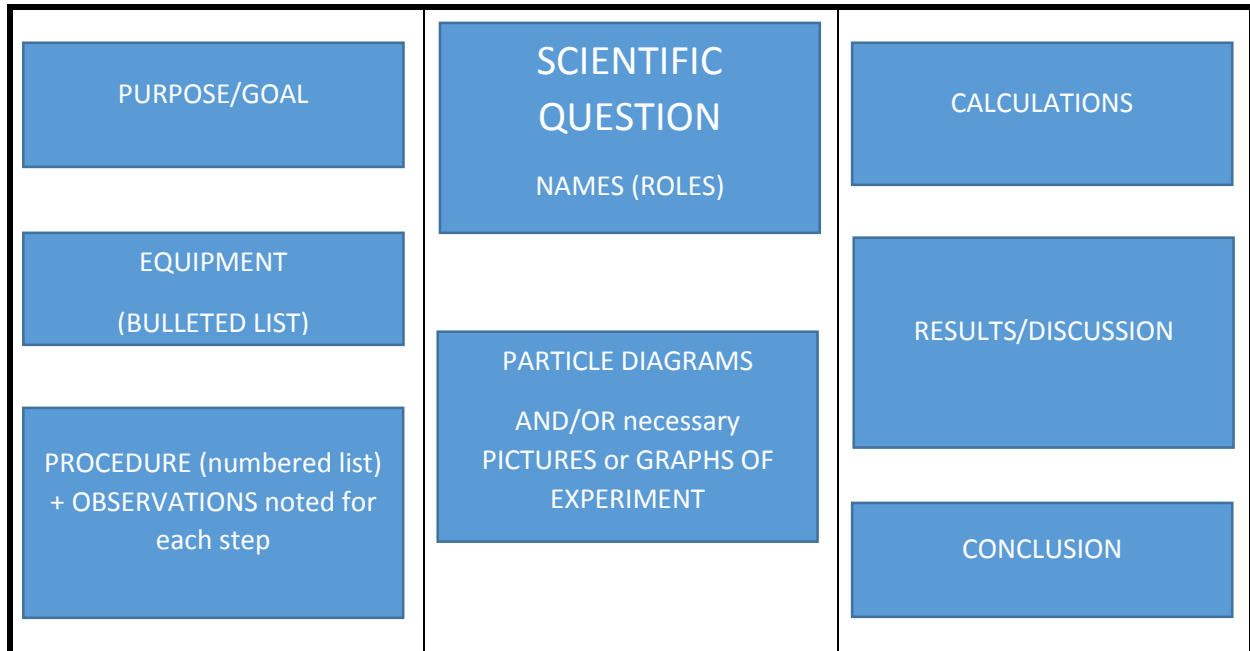 PURPOSE/GOAL
EQUIPMENT
(BULLETED LIST)
PROCEDURE (numbered list)
+ OBSERVATIONS noted for
each step
SCIENTIFIC
QUESTION
NAMES (ROLES)
PARTICLE DIAGRAMS
AND/OR necessary
PICTURES or GRAPHS OF
EXPERIMENT
CALCULATIONS
RESULTS/DISCUSSION
CONCLUSION